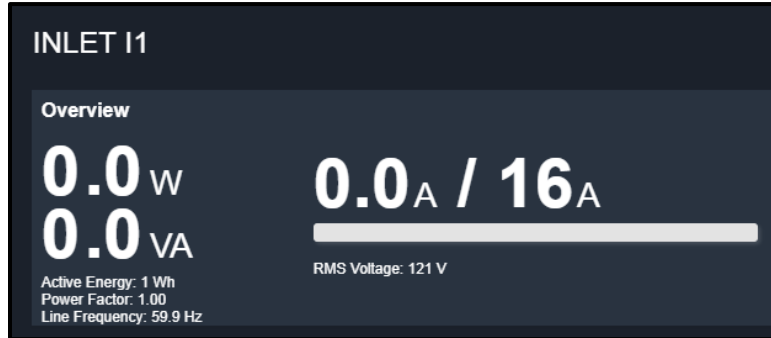 INLET I1
Overview
0.0 W
0.0 VA
Active Energy: 1 Wh
Power Factor: 1.00
Line Frequency: 59.9 Hz
0.0A / 16A
RMS Voltage: 121 V